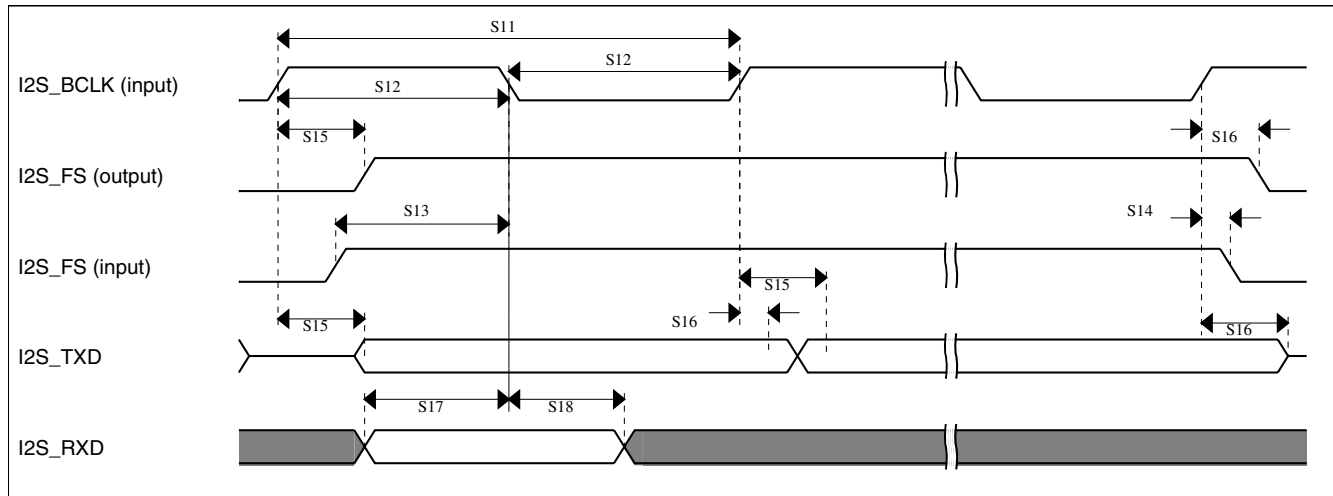 S11
S12
I2S_BCLK (input)
S12
S15
S16
I2S_FS (output)
S13
S14
I2S_FS (input)
S15
S15
S16
S16
I2S_TXD
S17
S18
I2S_RXD